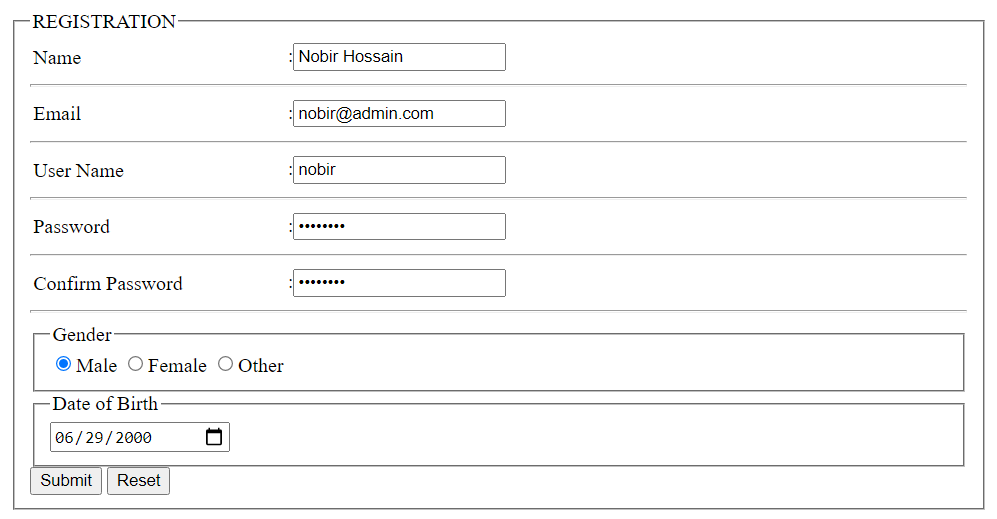 REGISTRATION
Name : Nobir Hossain
Email : nobir@admin.com
User Name : nobir
Password : ••••••••
Confirm Password : ••••••••
Gender
Male Female Other
Date of Birth
06/29/2000
Submit Reset